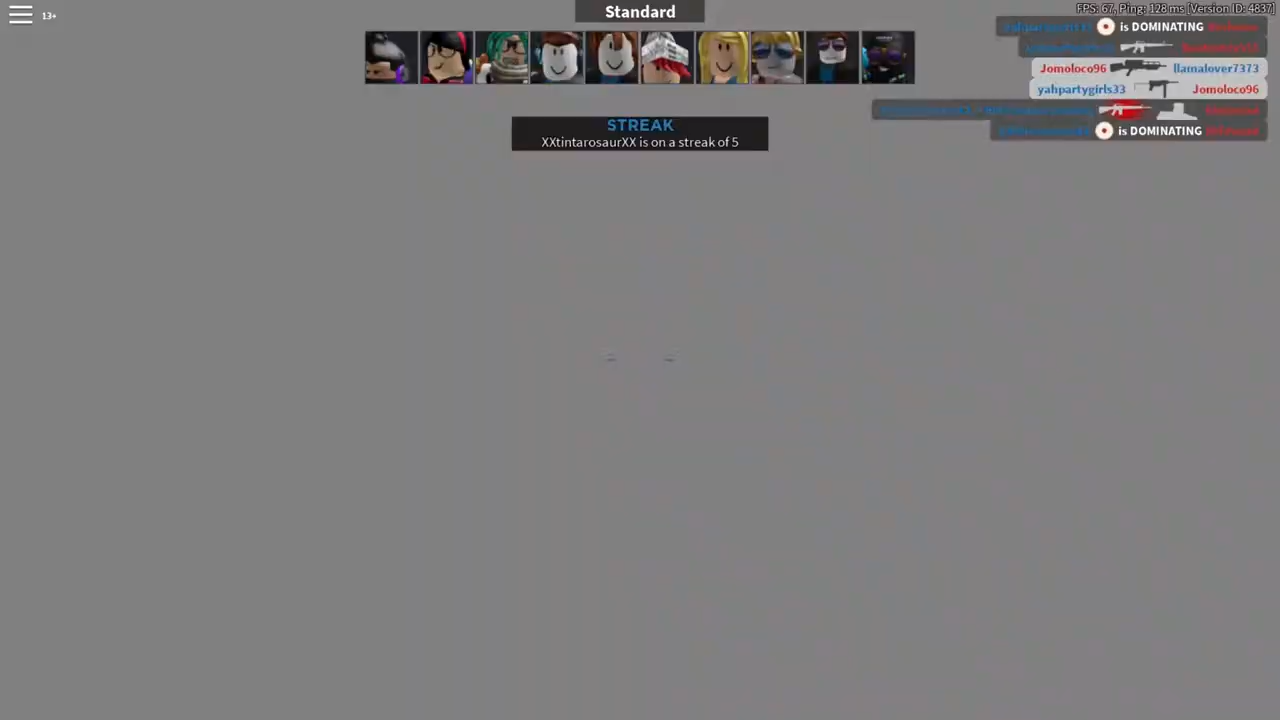 13+
Standard
FPS: 67, Ping: 128 ms [Version ID: 4837]
is DOMINATING
Jomoloco96 llamalover7373
yahpartygirls33 Jomoloco96
is DOMINATING
STREAK
XXtintarosaurXX is on a streak of 5